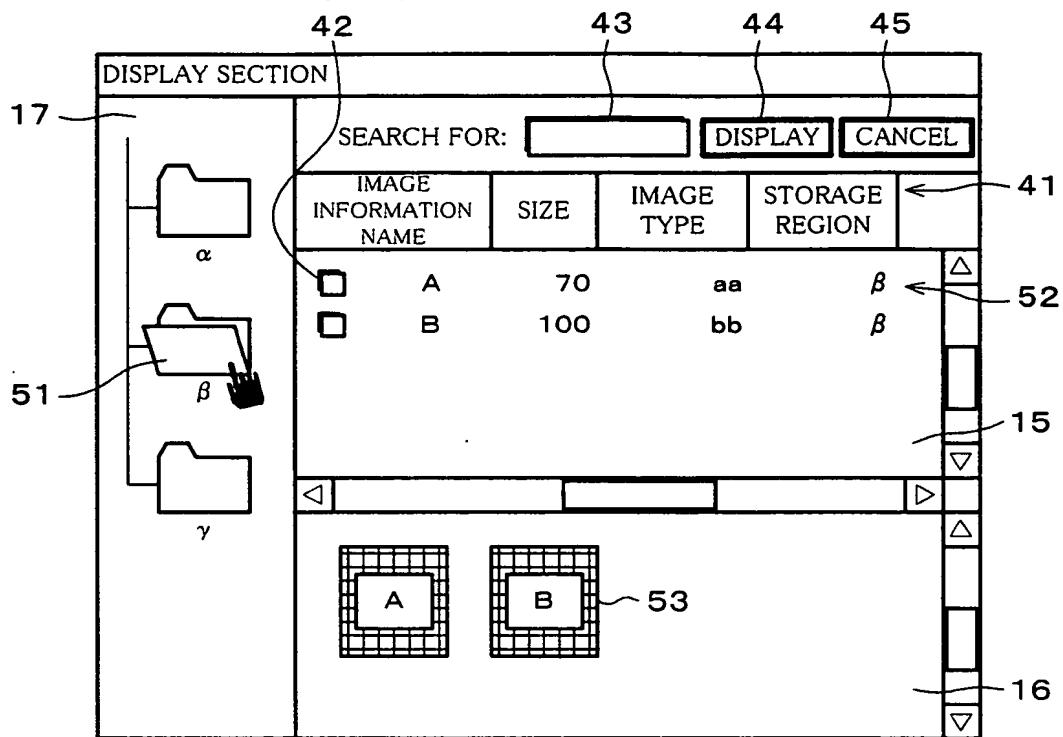 42 43 44 45
DISPLAY SECTION
17
SEARCH FOR: DISPLAY CANCEL
IMAGE INFORMATION NAME SIZE IMAGE TYPE STORAGE REGION 41
α
A 70 aa β 52
B 100 bb β
51
β
15
γ
A B 53
16